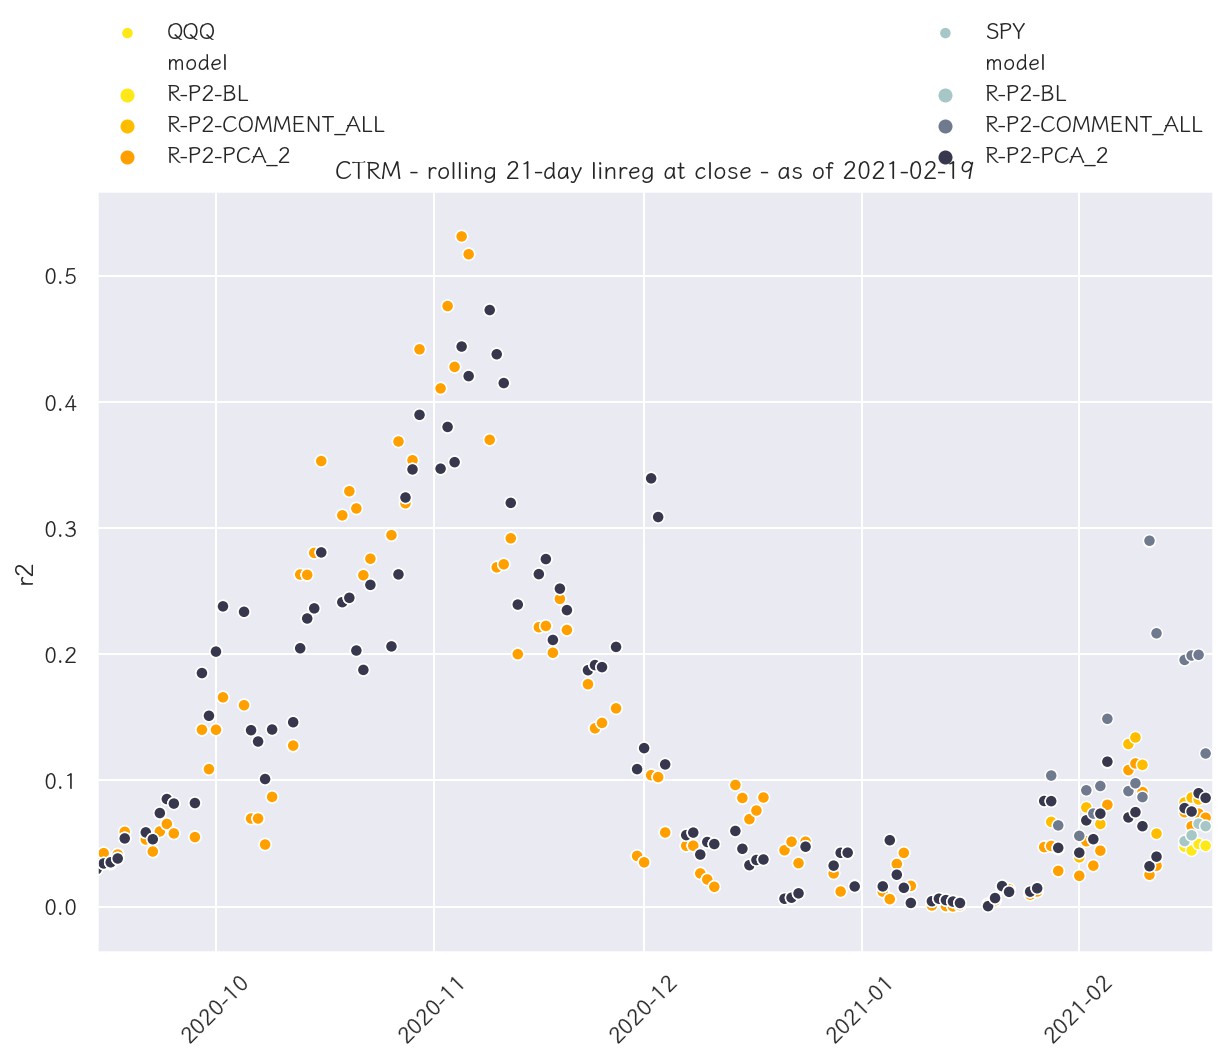 QQQ
model
R-P2-BL
R-P2-COMMENT_ALL
R-P2-PCA_2
SPY
model
R-P2-BL
R-P2-COMMENT_ALL
R-P2-PCA_2
CTRM - rolling 21-day linreg at close - as of 2021-02-19
r2
0.5
0.4
0.3
0.2
0.1
0.0
2020-10
2020-11
2020-12
2021-01
2021-02